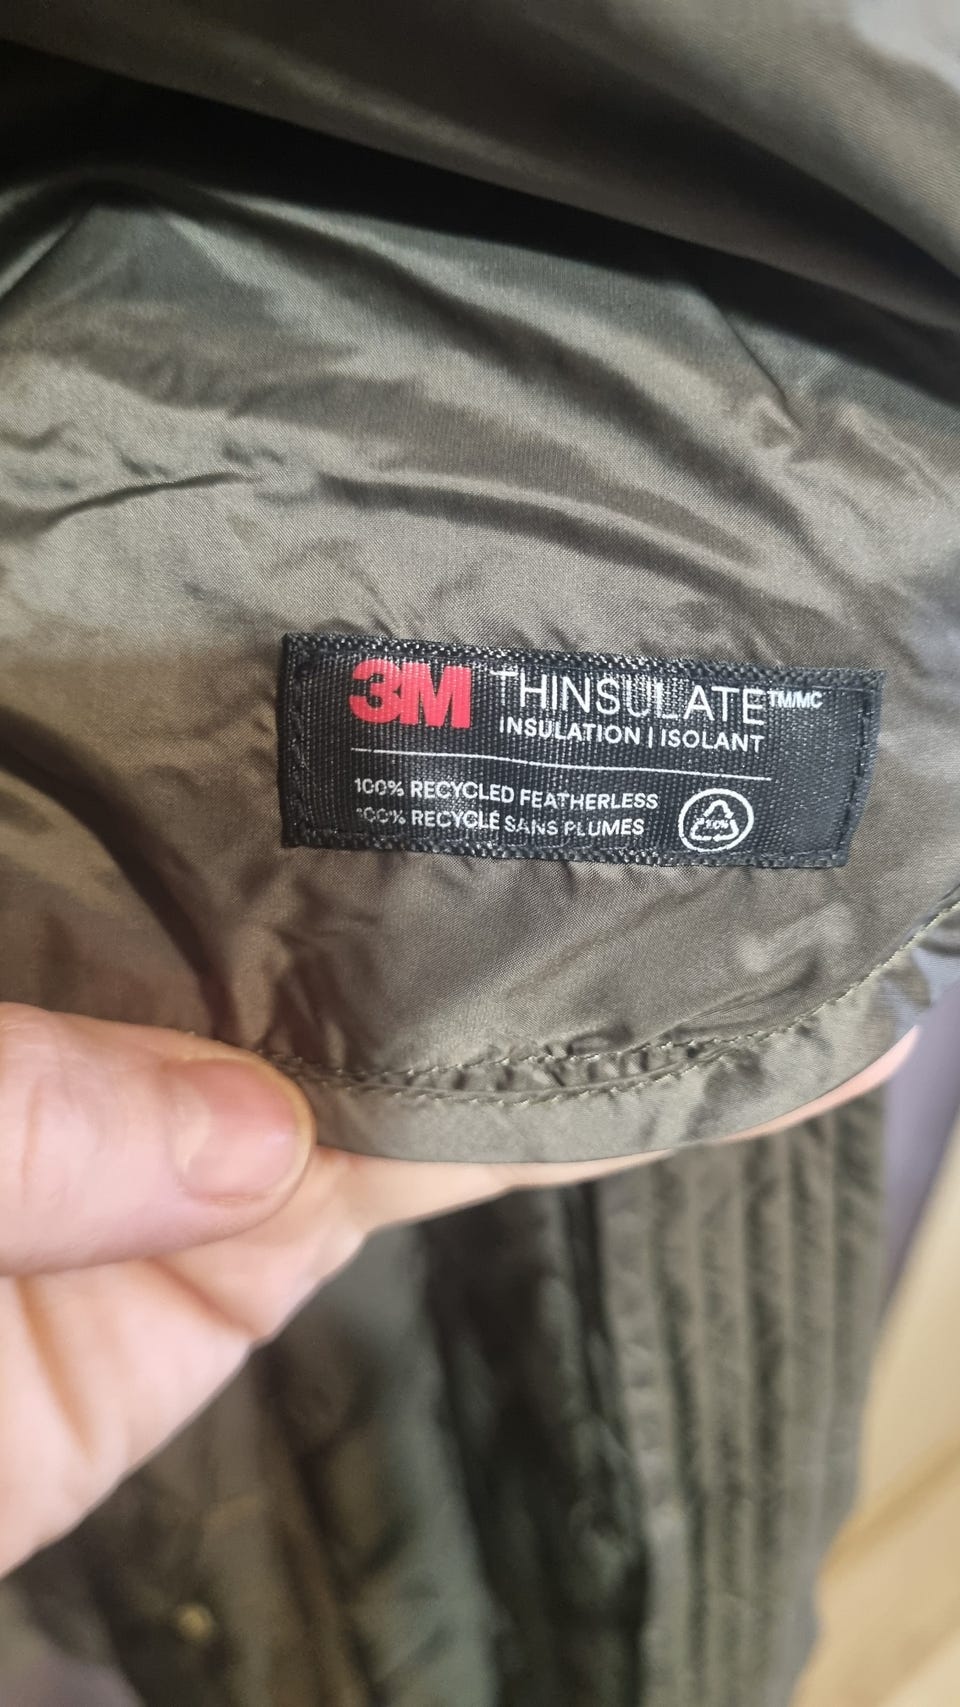 3M THINSULATE™/MC
INSULATION | ISOLANT
100% RECYCLED FEATHERLESS
100% RECYCLÉ SANS PLUMES